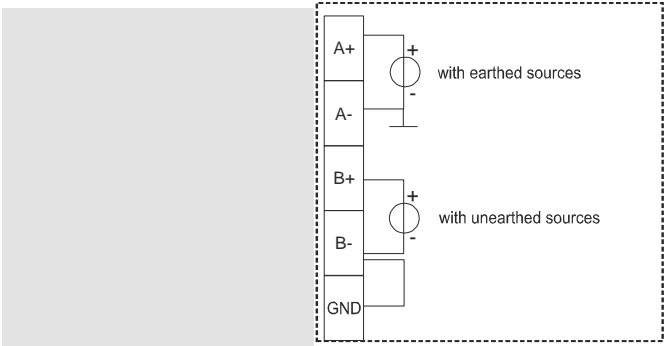 A+
+
with earthed sources
-
A-
B+
+
with unearthed sources
-
B-
GND